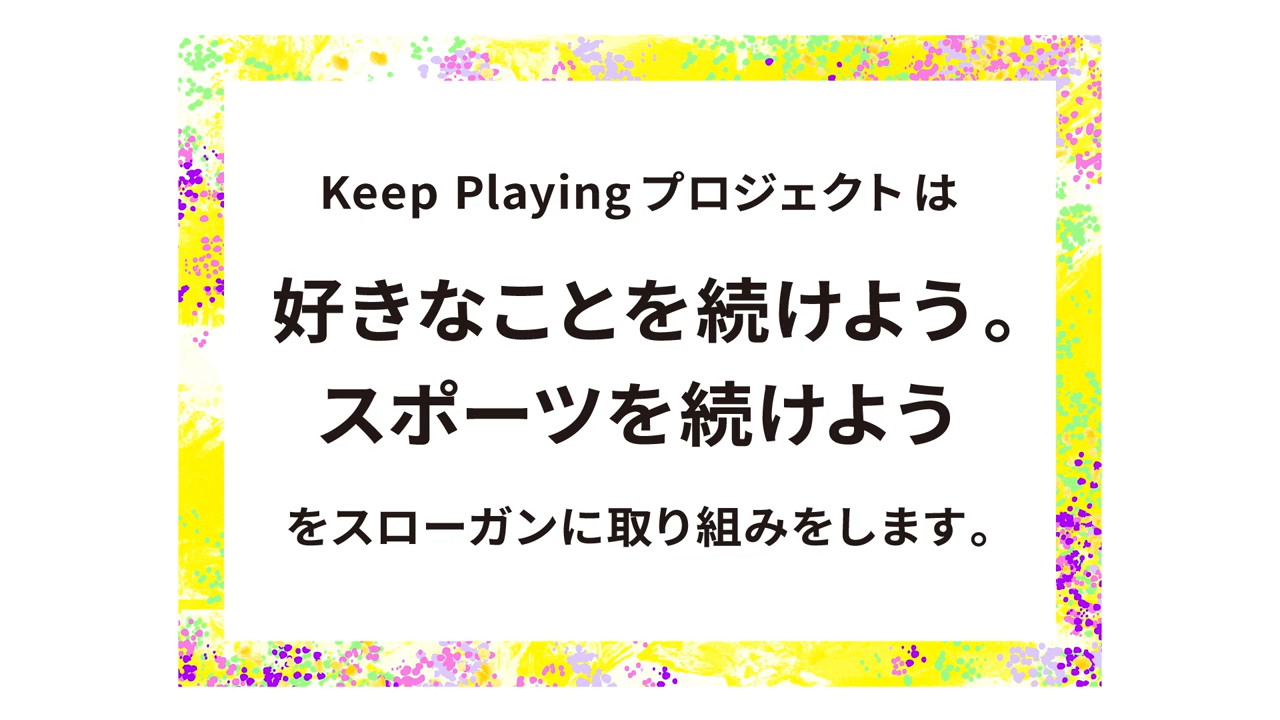 Keep Playingプロジェクトは
好きなことを続けよう。
スポーツを続けよう
をスローガンに取り組みをします。